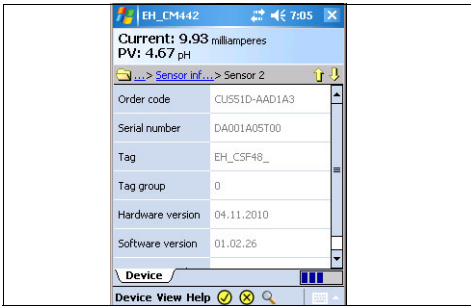 EH_CM442 7:05
Current: 9.93 milliamperes
PV: 4.67 pH
...> Sensor inf...> Sensor 2
Order code CUS51D-AAD1A3
Serial number DA001A05T00
Tag EH_CSF48_
Tag group 0
Hardware version 04.11.2010
Software version 01.02.26
Device
Device View Help